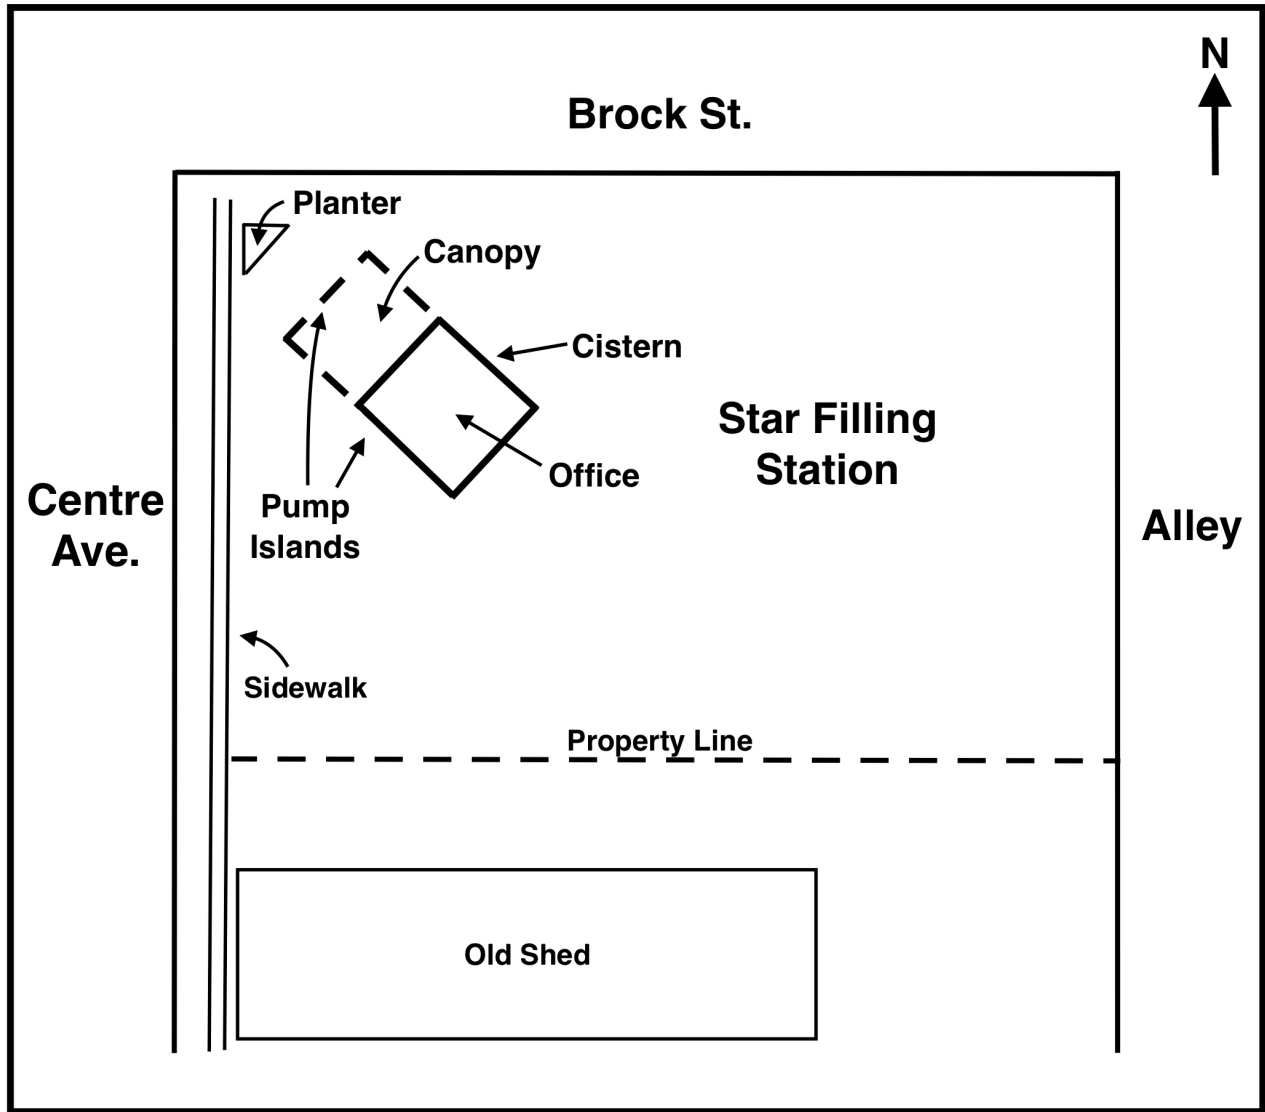 N
Brock St.
Planter
Canopy
Cistern
Star Filling
Station
Office
Centre
Ave.
Pump
Islands
Alley
Sidewalk
Property Line
Old Shed